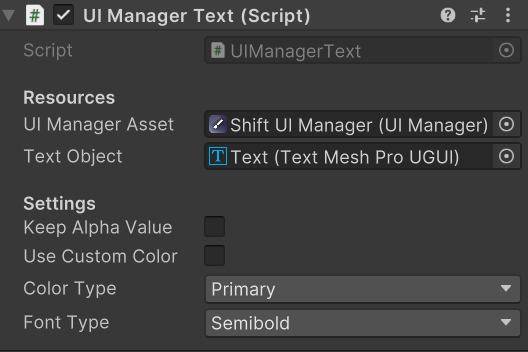 UI Manager Text (Script)
Script UIManagerText
Resources
UI Manager Asset Shift UI Manager (UI Manager)
Text Object Text (Text Mesh Pro UGUI)
Settings
Keep Alpha Value
Use Custom Color
Color Type Primary
Font Type Semibold